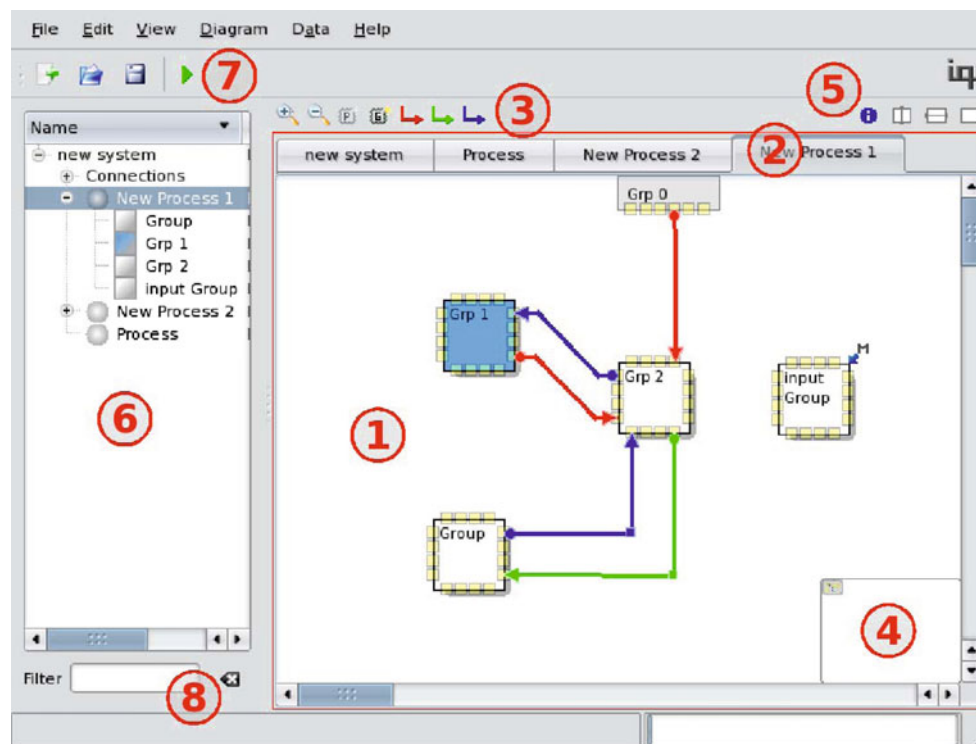 File Edit View Diagram Data Help
7
iq
3
5
P
G
Name
new system Process New Process 2 New Process 1
2
new system
Connections
New Process 1
Group
Grp 1
Grp 2
input Group
New Process 2
Process
6
Grp 0
Grp 1
Grp 2
M
input
Group
1
Group
4
Filter
8